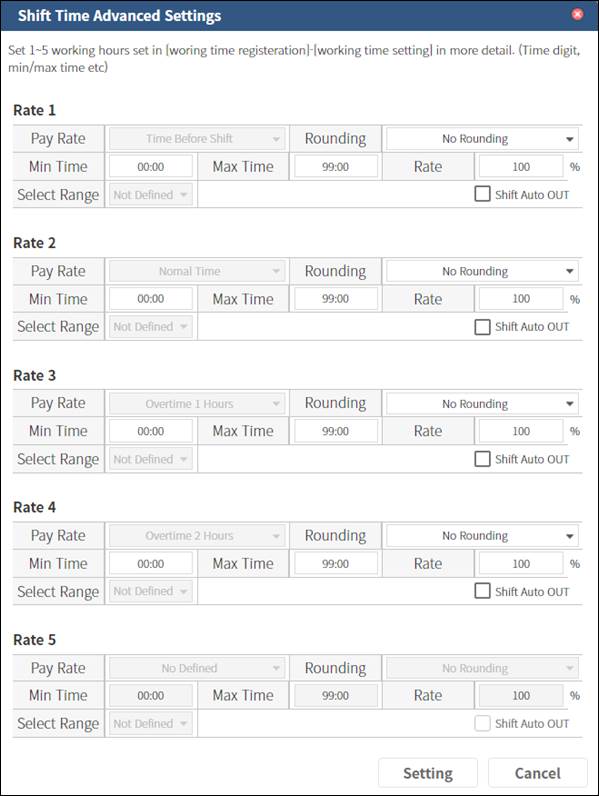 Shift Time Advanced Settings
Set 1~5 working hours set in [woring time registeration]-[working time setting] in more detail. (Time digit,
min/max time etc)
Rate 1
Pay Rate Time Before Shift Rounding No Rounding
Min Time 00:00 Max Time 99:00 Rate 100 %
Select Range Not Defined Shift Auto OUT
Rate 2
Pay Rate Nomal Time Rounding No Rounding
Min Time 00:00 Max Time 99:00 Rate 100 %
Select Range Not Defined Shift Auto OUT
Rate 3
Pay Rate Overtime 1 Hours Rounding No Rounding
Min Time 00:00 Max Time 99:00 Rate 100 %
Select Range Not Defined Shift Auto OUT
Rate 4
Pay Rate Overtime 2 Hours Rounding No Rounding
Min Time 00:00 Max Time 99:00 Rate 100 %
Select Range Not Defined Shift Auto OUT
Rate 5
Pay Rate No Defined Rounding No Rounding
Min Time 00:00 Max Time 99:00 Rate 100 %
Select Range Not Defined Shift Auto OUT
Setting Cancel